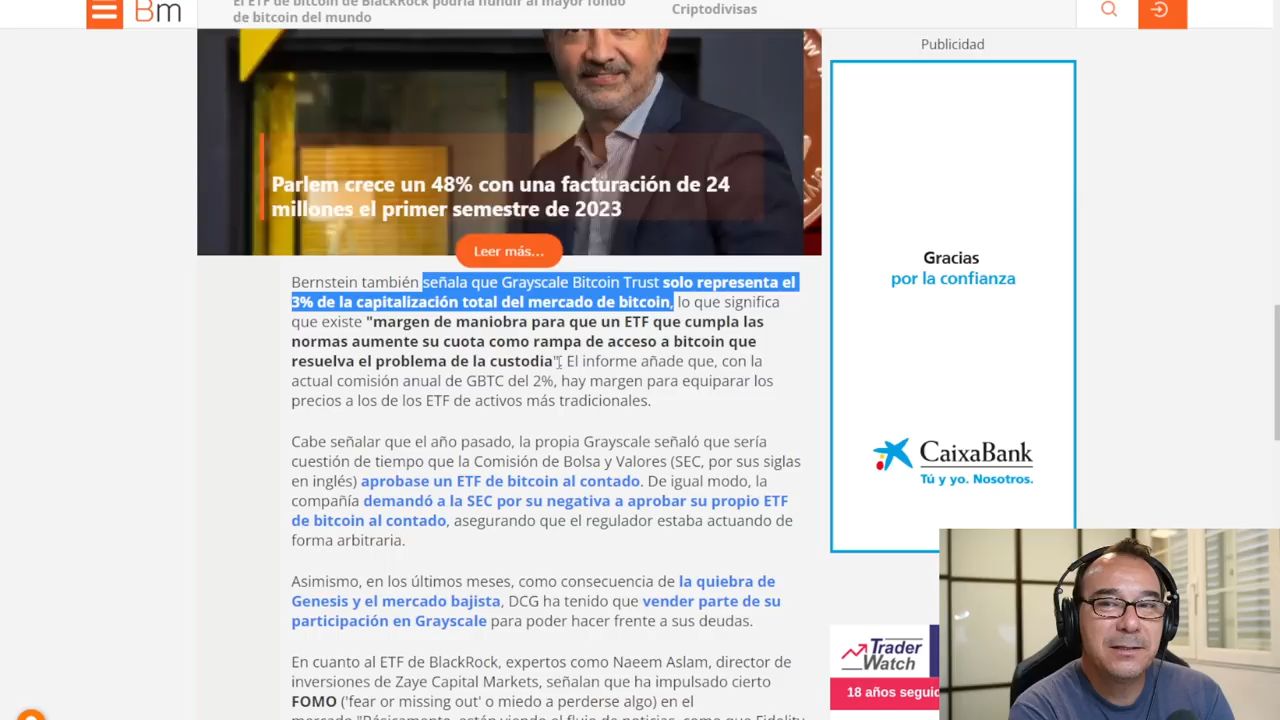 El ETF de bitcoin de BlackRock podría hundir al mayor fondo
de bitcoin del mundo
Criptodivisas
Bm
Publicidad
Parlem crece un 48% con una facturación de 24
millones el primer semestre de 2023
Leer más...
Bernstein también señala que Grayscale Bitcoin Trust solo representa el
3% de la capitalización total del mercado de bitcoin, lo que significa
que existe "margen de maniobra para que un ETF que cumpla las
normas aumente su cuota como rampa de acceso a bitcoin que
resuelva el problema de la custodia". El informe añade que, con la
actual comisión anual de GBTC del 2%, hay margen para equiparar los
precios a los de los ETF de activos más tradicionales.
Cabe señalar que el año pasado, la propia Grayscale señaló que sería
cuestión de tiempo que la Comisión de Bolsa y Valores (SEC, por sus siglas
en inglés) aprobase un ETF de bitcoin al contado. De igual modo, la
compañía demandó a la SEC por su negativa a aprobar su propio ETF
de bitcoin al contado, asegurando que el regulador estaba actuando de
forma arbitraria.
Asimismo, en los últimos meses, como consecuencia de la quiebra de
Genesis y el mercado bajista, DCG ha tenido que vender parte de su
participación en Grayscale para poder hacer frente a sus deudas.
En cuanto al ETF de BlackRock, expertos como Naeem Aslam, director de
inversiones de Zaye Capital Markets, señalan que ha impulsado cierto
FOMO ('fear or missing out' o miedo a perderse algo) en el
mercado "Básicamente, están viendo el flujo de noticias, como que Fidelity
Gracias
por la confianza
CaixaBank
Tú y yo. Nosotros.
Trader
Watch
18 años